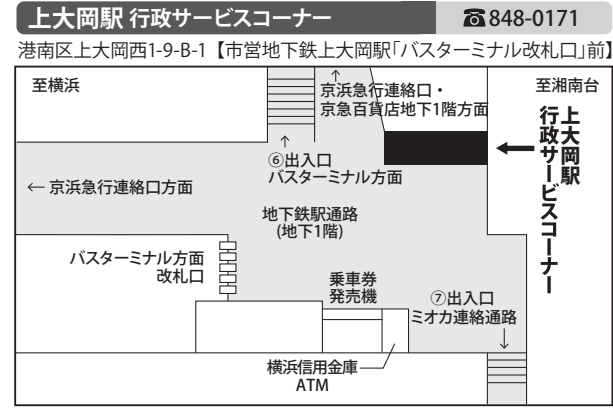 上大岡駅 行政サービスコーナー
☎848-0171
港南区上大岡西1-9-B-1【市営地下鉄上大岡駅「バスターミナル改札口」前】
至横浜
↑
京浜急行連絡口・
京急百貨店地下1階方面
至湘南台
↑
⑥出入口
バスターミナル方面
←
上大岡駅
行政サービスコーナー
← 京浜急行連絡口方面
地下鉄駅通路
(地下1階)
バスターミナル方面
改札口
乗車券
発売機
⑦出入口
ミオカ連絡通路
↓
横浜信用金庫
ATM